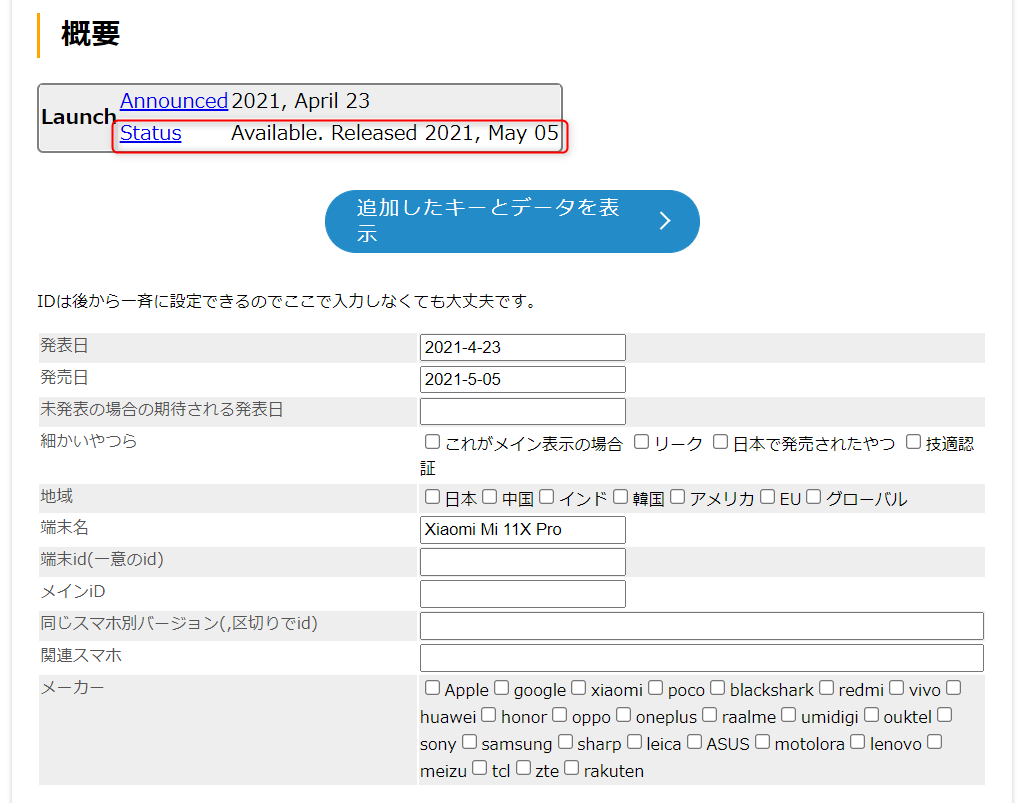 概要
Launch
Announced 2021, April 23
Status Available. Released 2021, May 05
追加したキーとデータを表
示
IDは後から一斉に設定できるのでここで入力しなくても大丈夫です。
発表日 2021-4-23
発売日 2021-5-05
未発表の場合の期待される発表日
細かいやつら これがメイン表示の場合 リーク 日本で発売されたやつ 技適認
証
地域 日本 中国 インド 韓国 アメリカ EU グローバル
端末名 Xiaomi Mi 11X Pro
端末id(一意のid)
メインiD
同じスマホ別バージョン(,区切りでid)
関連スマホ
メーカー Apple google xiaomi poco blackshark redmi vivo
huawei honor oppo oneplus raalme umidigi ouktel
sony samsung sharp leica ASUS motolora lenovo
meizu tcl zte rakuten